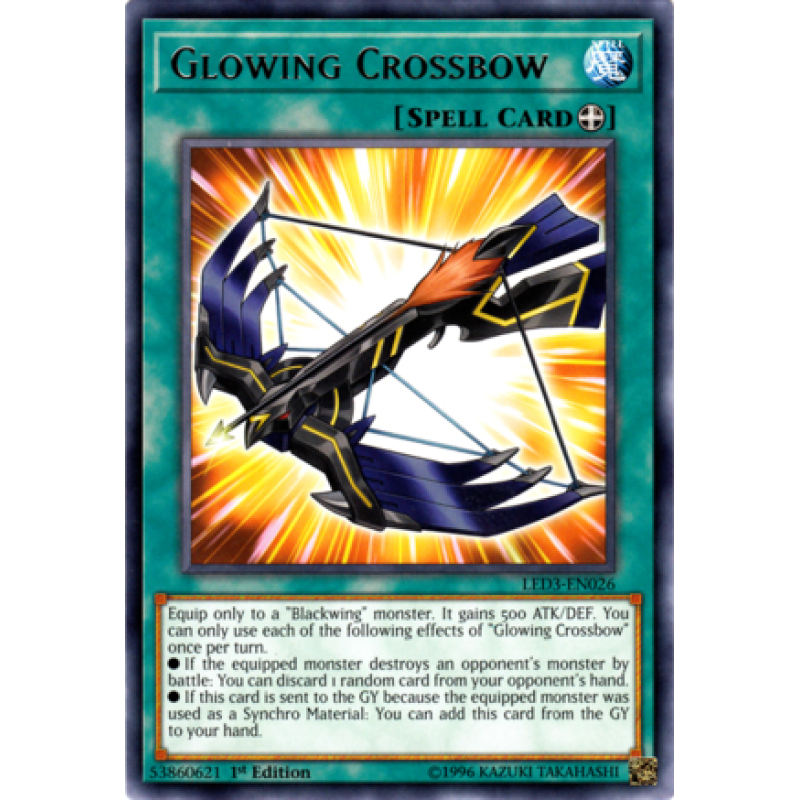 GLOWING CROSSBOW
魔
[SPELL CARD]
LED3-EN026
Equip only to a "Blackwing" monster. It gains 500 ATK/DEF. You
can only use each of the following effects of "Glowing Crossbow"
once per turn.
● If the equipped monster destroys an opponent's monster by
battle: You can discard 1 random card from your opponent's hand.
● If this card is sent to the GY because the equipped monster was
used as a Synchro Material: You can add this card from the GY
to your hand.
53860621 1st Edition ©1996 KAZUKI TAKAHASHI